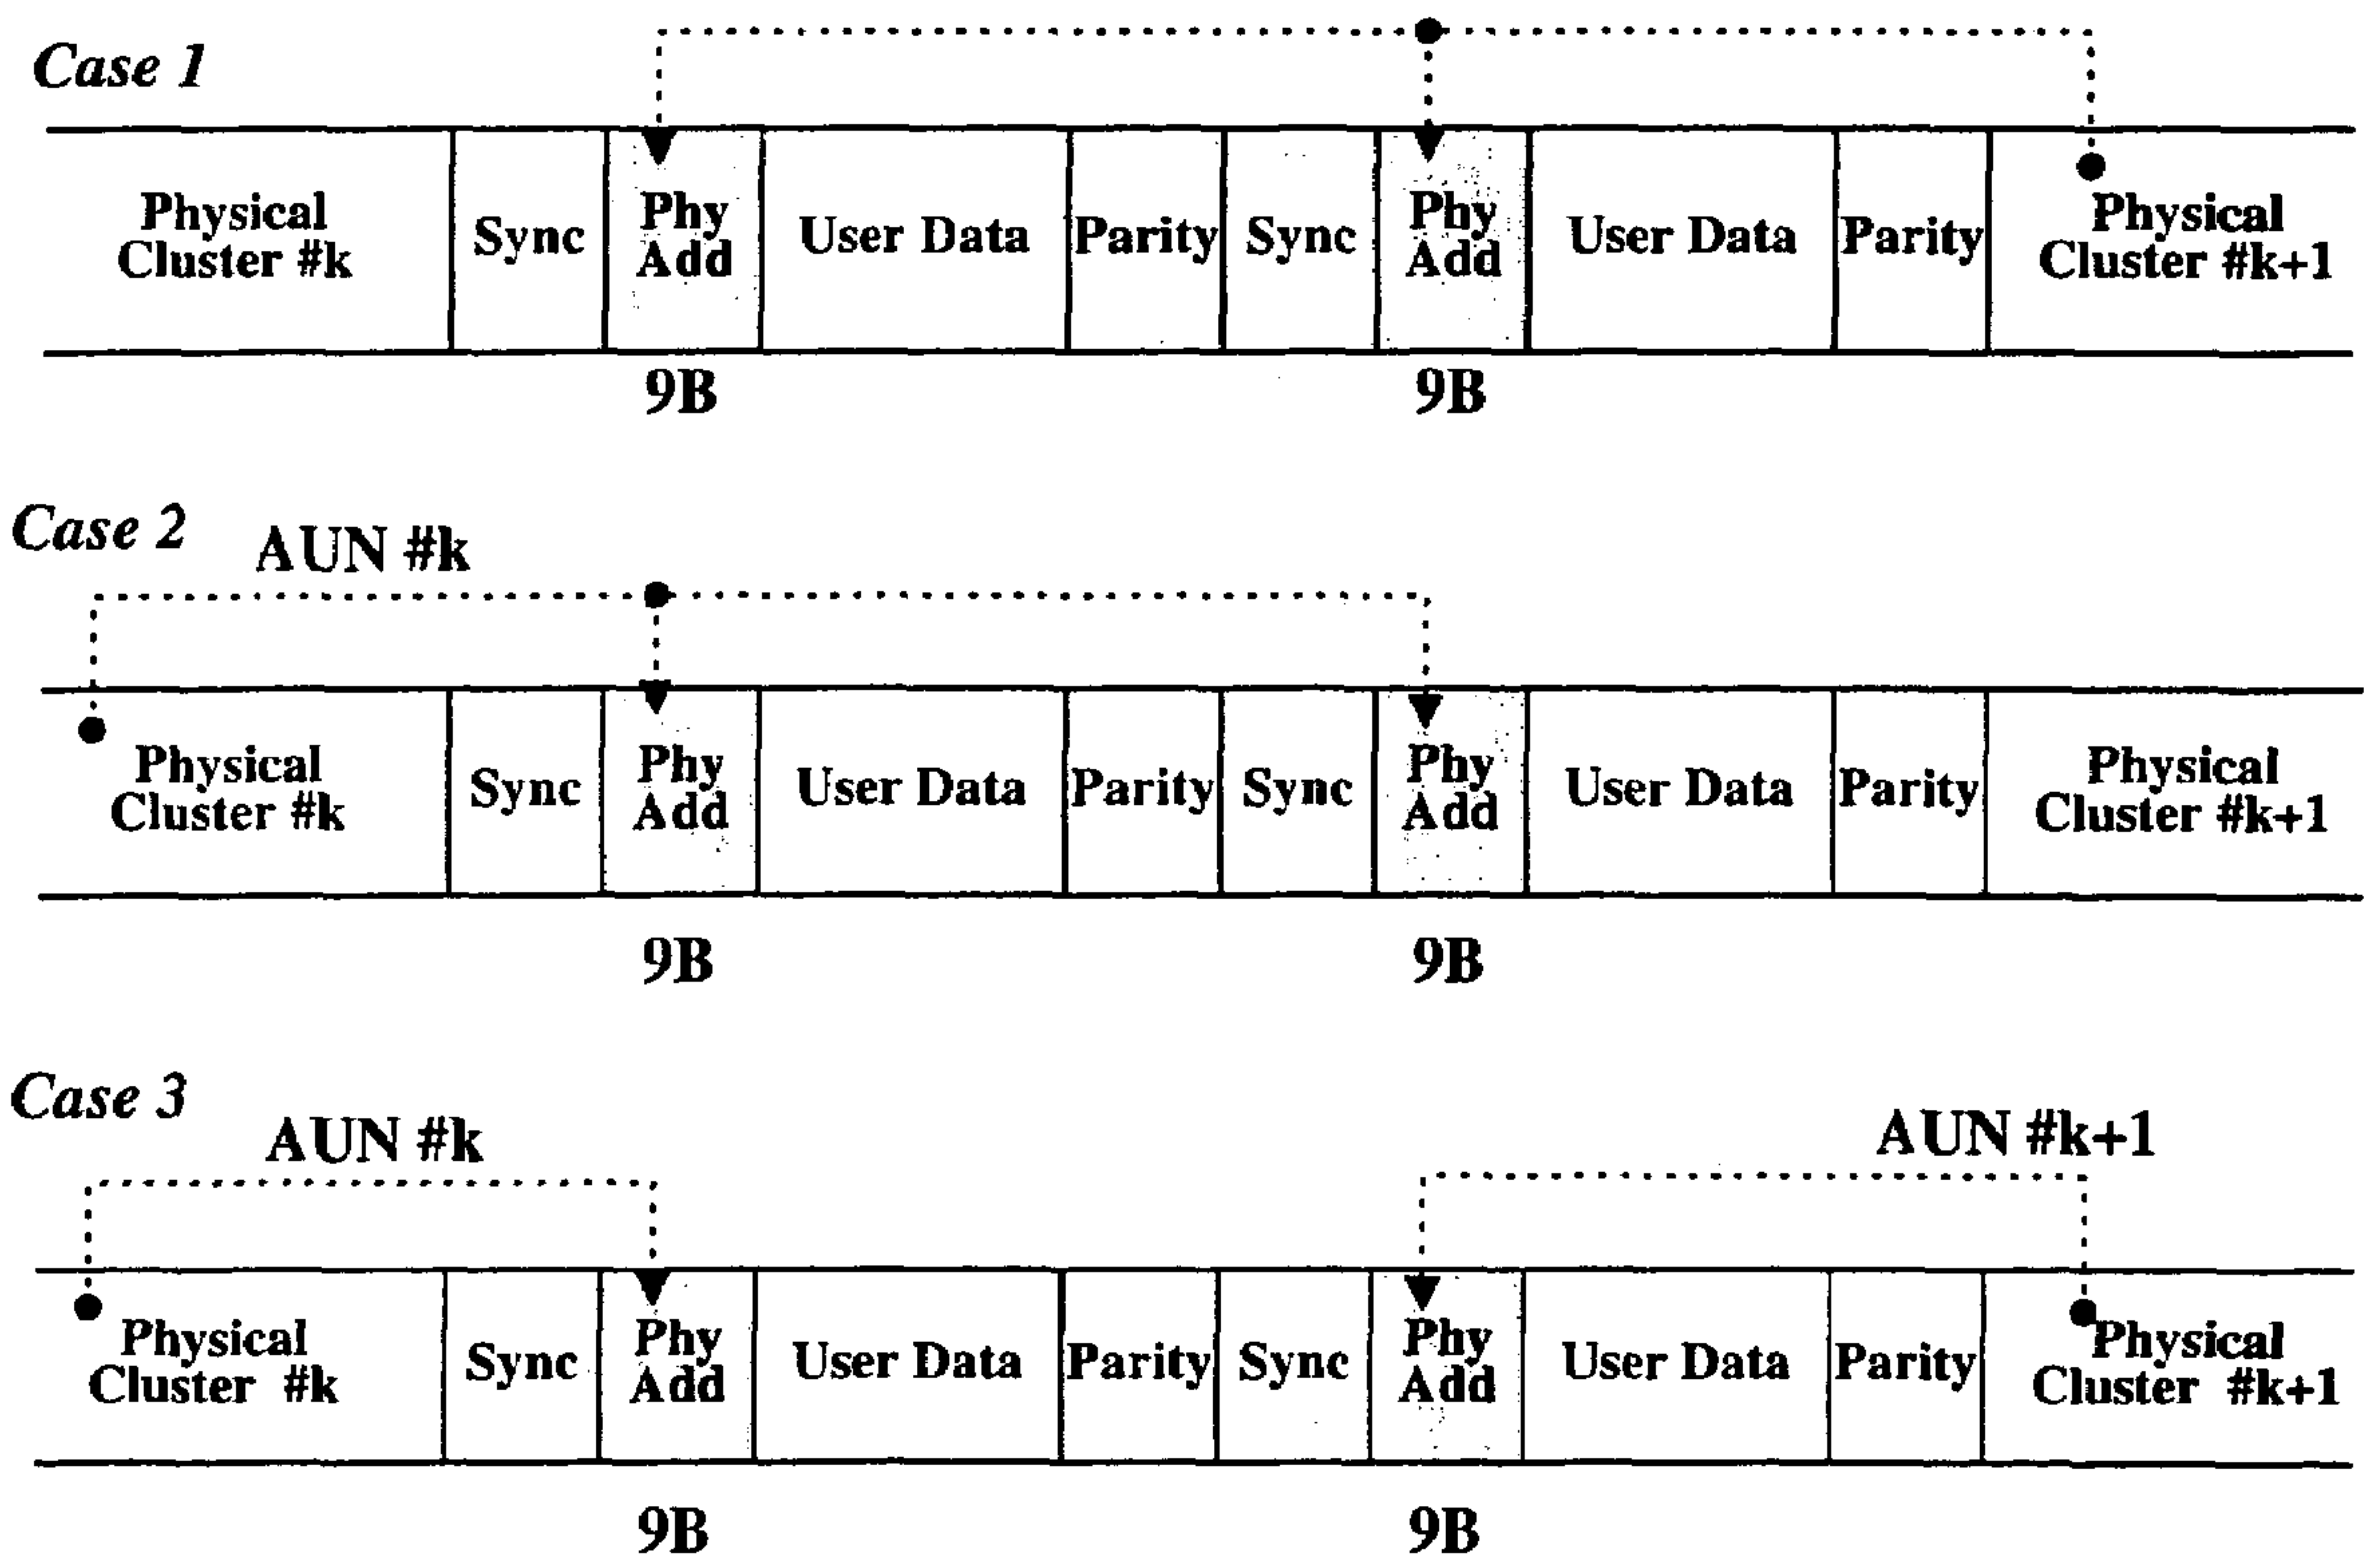 Case 1
Physical
Cluster #k
Sync
Phy
Add
User Data
Parity
Sync
Phy
Add
User Data
Parity
Physical
Cluster #k+1
9B
9B
Case 2
AUN #k
Physical
Cluster #k
Sync
Phy
Add
User Data
Parity
Sync
Phy
Add
User Data
Parity
Physical
Cluster #k+1
9B
9B
Case 3
AUN #k
AUN #k+1
Physical
Cluster #k
Sync
Phy
Add
User Data
Parity
Sync
Phy
Add
User Data
Parity
Physical
Cluster #k+1
9B
9B